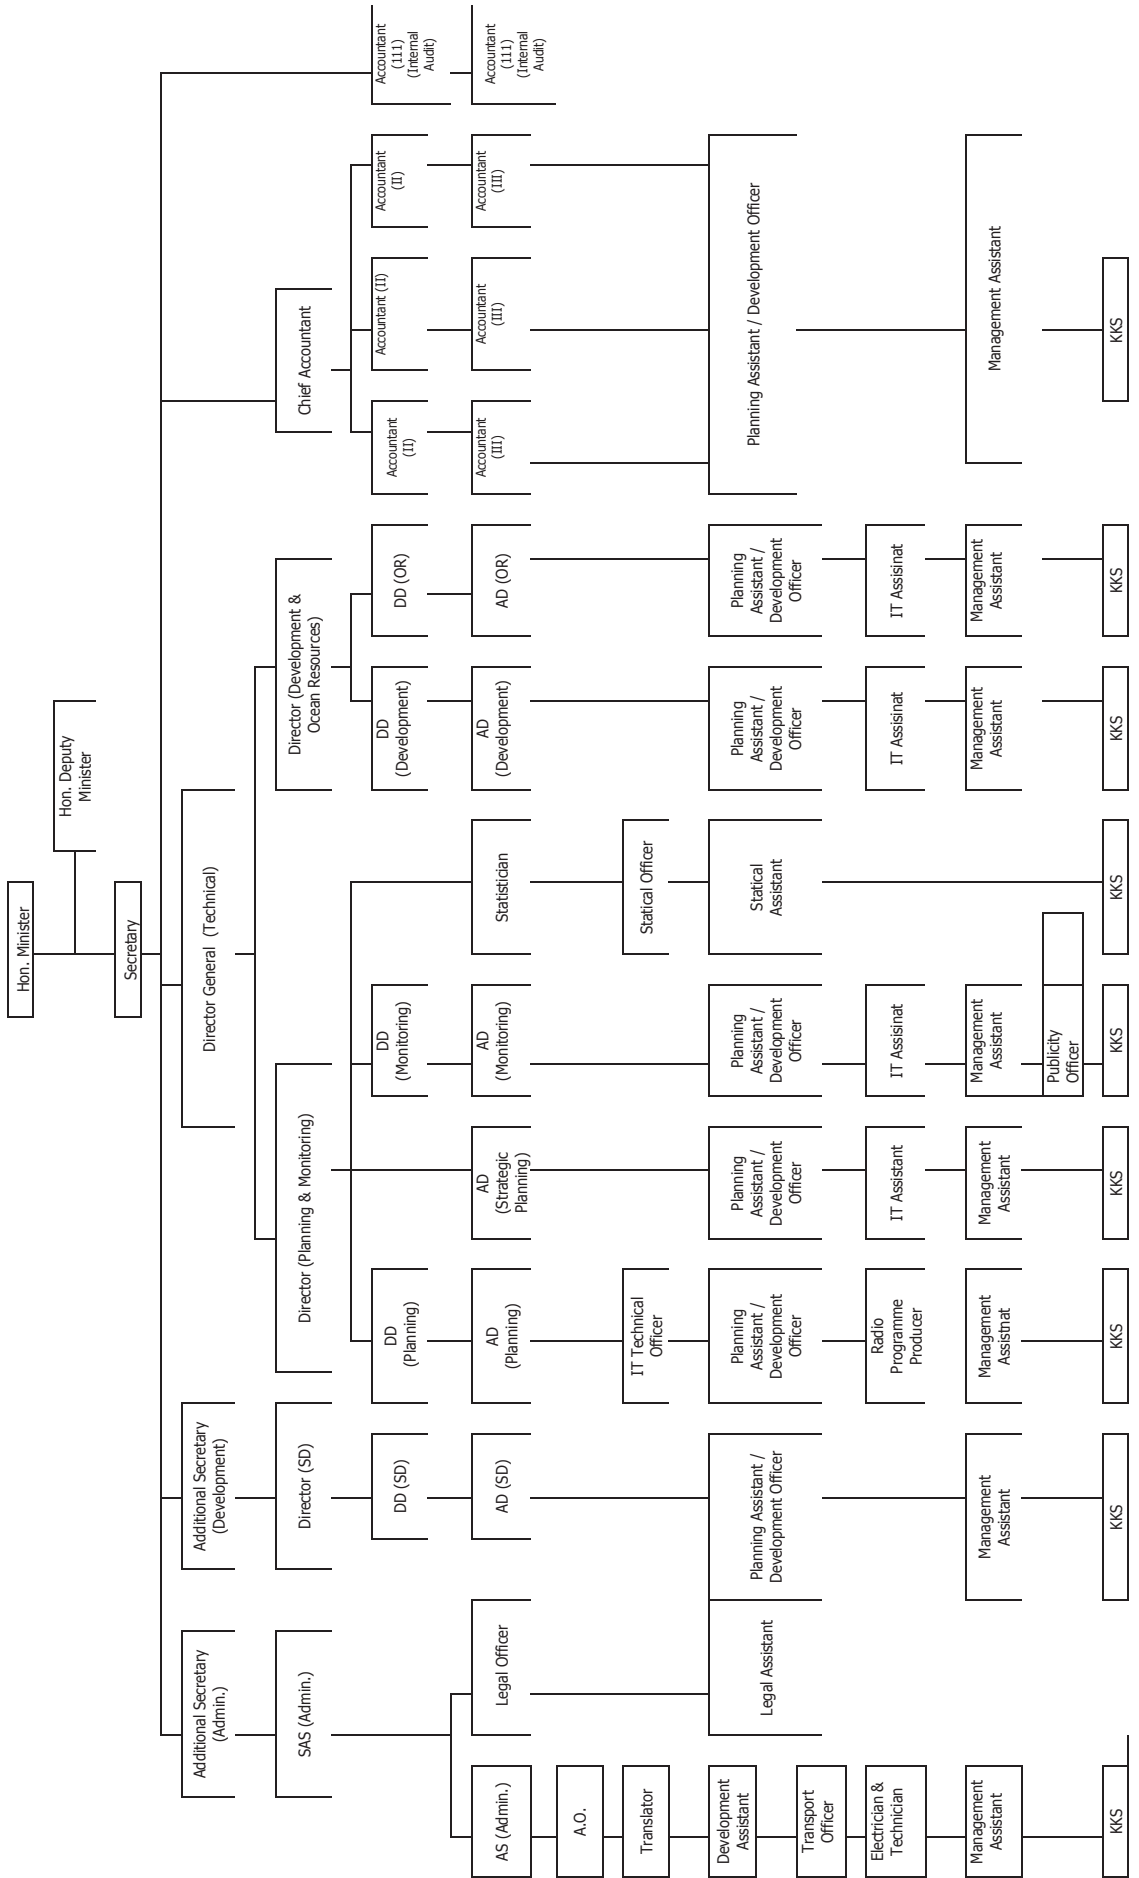 Hon. Minister
Hon. Deputy
Minister
Secretary
Additional Secretary
(Admin.)
Additional Secretary
(Development)
Director General  (Technical)
SAS (Admin.)
Director (SD)
Director (Planning & Monitoring)
Director (Development &
Ocean Resources)
Chief Accountant
DD (SD)
DD
(Planning)
DD
(Monitoring)
DD
(Development)
DD (OR)
Accountant
(II)
Accountant (II)
Accountant
(II)
Accountant
(111)
(Internal
Audit)
AS (Admin.)
Legal Officer
AD (SD)
AD
(Planning)
AD
(Strategic
Planning)
AD
(Monitoring)
Statistician
AD
(Development)
AD (OR)
Accountant
(III)
Accountant
(III)
Accountant
(III)
Accountant
(111)
(Internal
Audit)
A.O.
Translator
IT Technical
Officer
Statical Officer
Development
Assistant
Legal Assistant
Planning Assistant /
Development Officer
Planning
Assistant /
Development
Officer
Planning
Assistant /
Development
Officer
Planning
Assistant /
Development
Officer
Statical
Assistant
Planning
Assistant /
Development
Officer
Planning
Assistant /
Development
Officer
Planning Assistant / Development Officer
Transport
Officer
Electrician &
Technician
Radio
Programme
Producer
IT Assistant
IT Assisinat
IT Assisinat
IT Assisinat
Management
Assistant
Management
Assistant
Management
Assistnat
Management
Assistant
Management
Assistant
Management
Assistant
Management
Assistant
Management Assistant
Publicity
Officer
KKS
KKS
KKS
KKS
KKS
KKS
KKS
KKS
KKS